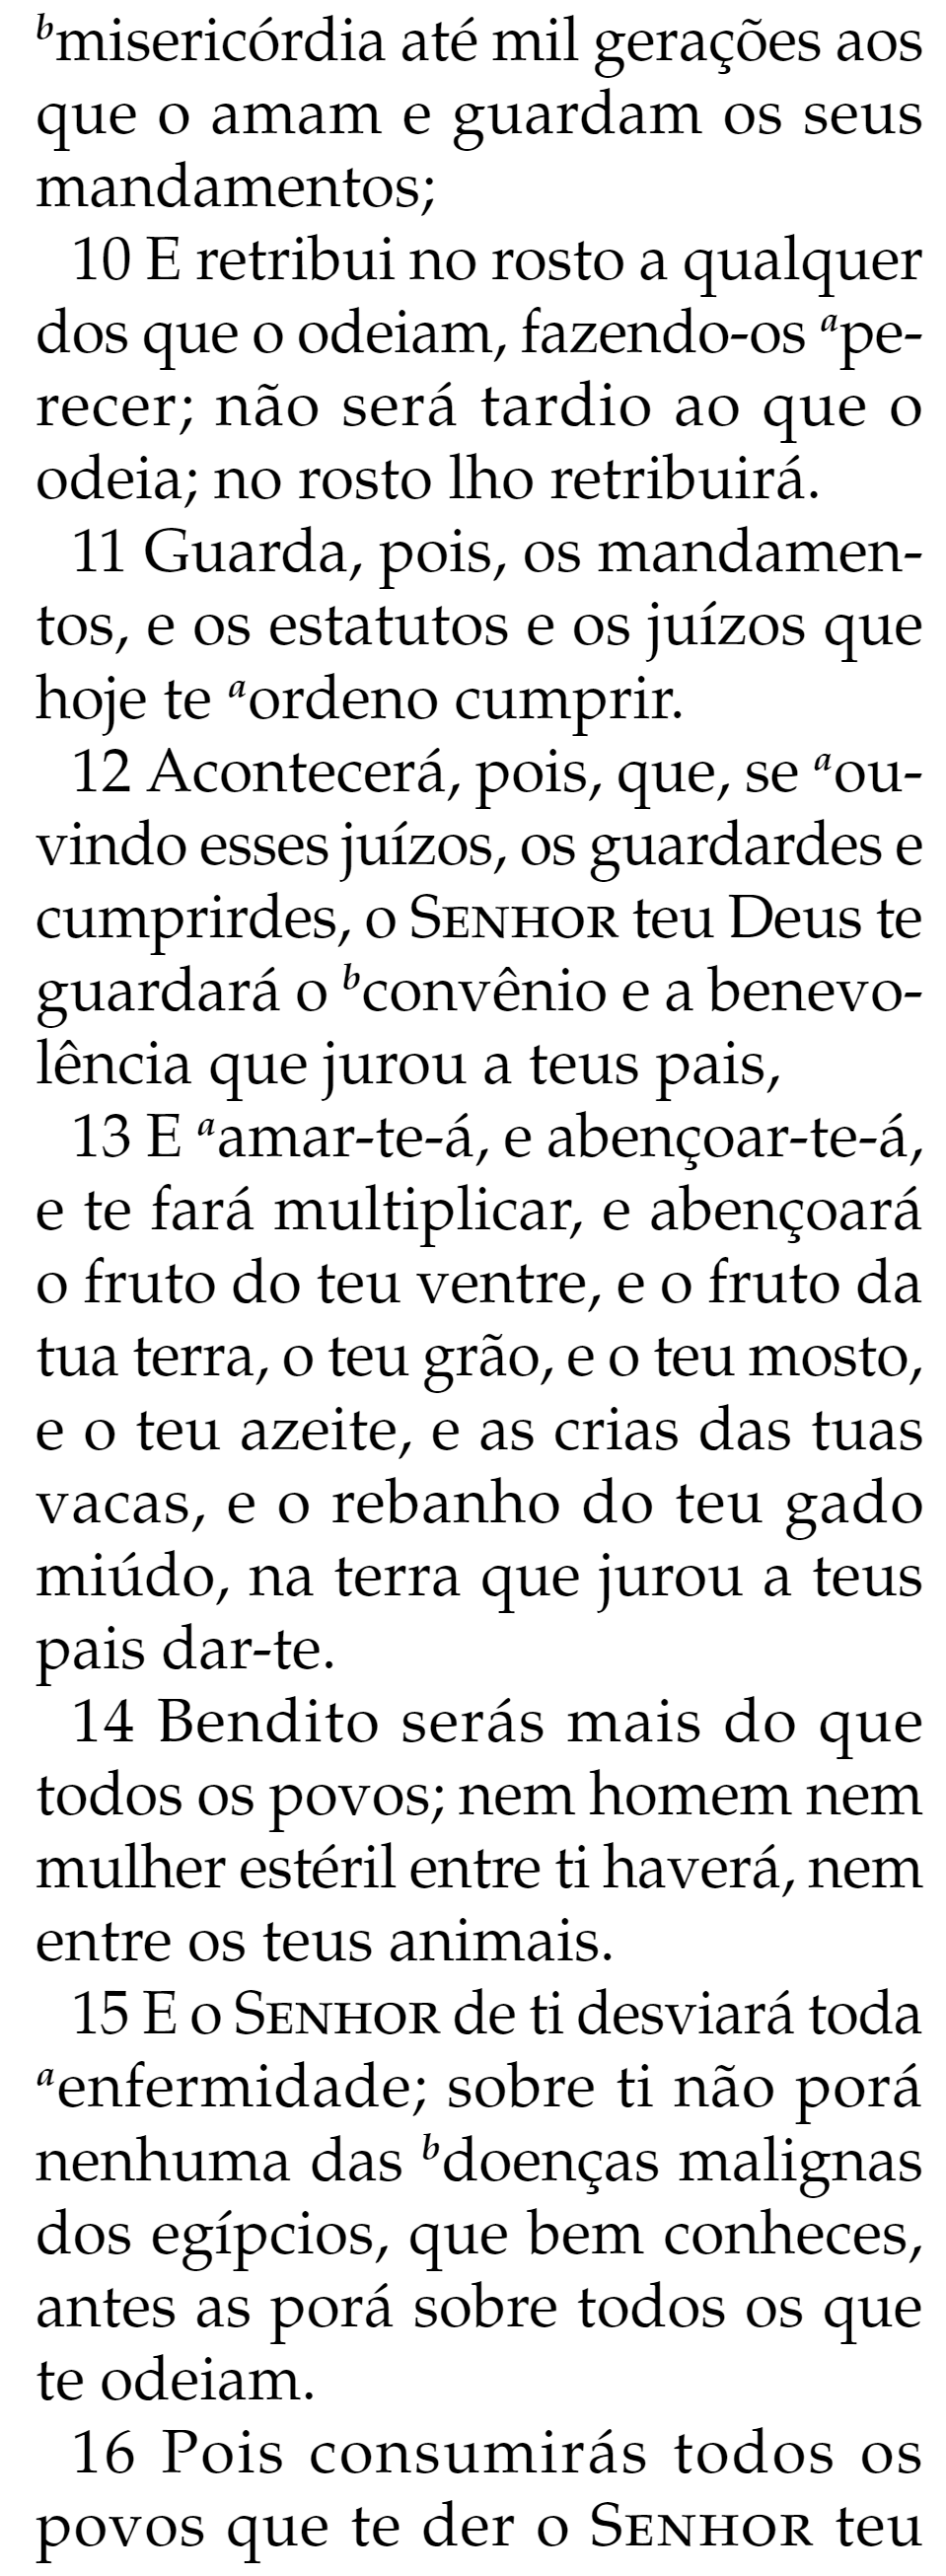 ᵇmisericórdia até mil gerações aos
que o amam e guardam os seus
mandamentos;
10 E retribui no rosto a qualquer
dos que o odeiam, fazendo-os ᵃpe-
recer; não será tardio ao que o
odeia; no rosto lho retribuirá.
11 Guarda, pois, os mandamen-
tos, e os estatutos e os juízos que
hoje te ᵃordeno cumprir.
12 Acontecerá, pois, que, se ᵃou-
vindo esses juízos, os guardardes e
cumprirdes, o SENHOR teu Deus te
guardará o ᵇconvênio e a benevo-
lência que jurou a teus pais,
13 E ᵃamar-te-á, e abençoar-te-á,
e te fará multiplicar, e abençoará
o fruto do teu ventre, e o fruto da
tua terra, o teu grão, e o teu mosto,
e o teu azeite, e as crias das tuas
vacas, e o rebanho do teu gado
miúdo, na terra que jurou a teus
pais dar-te.
14 Bendito serás mais do que
todos os povos; nem homem nem
mulher estéril entre ti haverá, nem
entre os teus animais.
15 E o SENHOR de ti desviará toda
ᵃenfermidade; sobre ti não porá
nenhuma das ᵇdoenças malignas
dos egípcios, que bem conheces,
antes as porá sobre todos os que
te odeiam.
16 Pois consumirás todos os
povos que te der o SENHOR teu